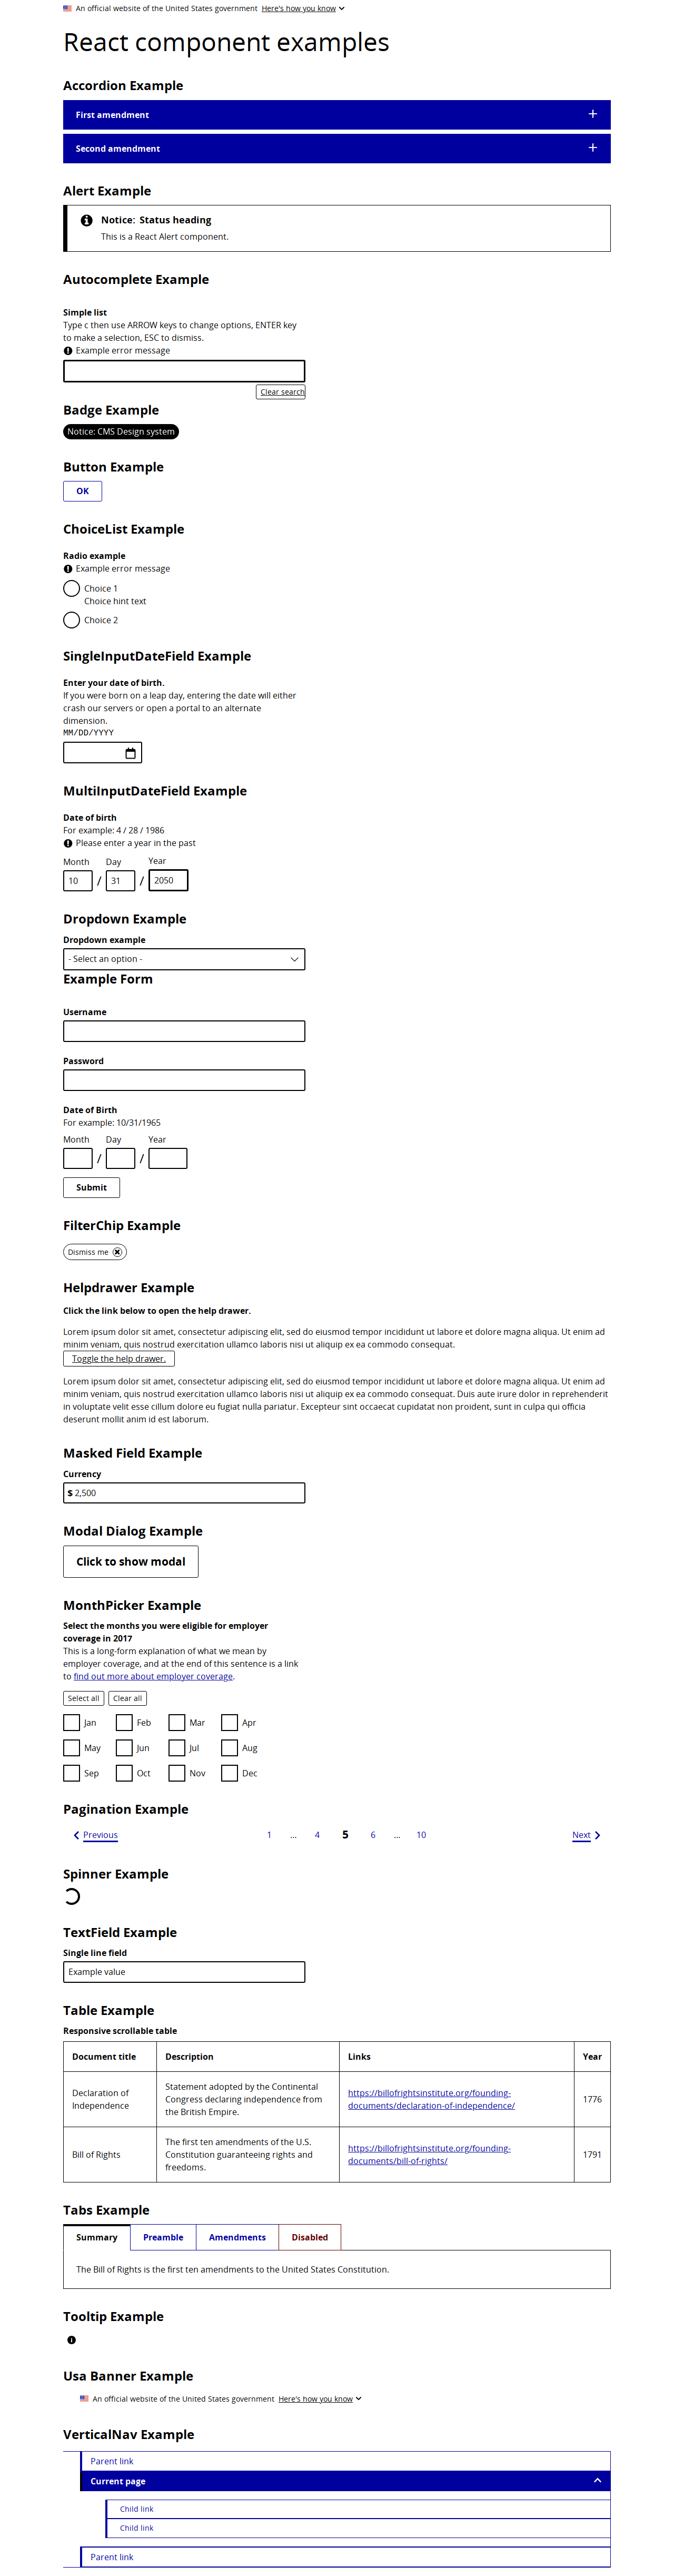 An official website of the United States government Here's how you know
React component examples
Accordion Example
First amendment
Second amendment
Alert Example
Notice: Status heading
This is a React Alert component.
Autocomplete Example
Simple list
Type c then use ARROW keys to change options, ENTER key
to make a selection, ESC to dismiss.
Example error message
Clear search
Badge Example
Notice: CMS Design system
Button Example
OK
ChoiceList Example
Radio example
Example error message
Choice 1
Choice hint text
Choice 2
SingleInputDateField Example
Enter your date of birth.
If you were born on a leap day, entering the date will either
crash our servers or open a portal to an alternate
dimension.
MM/DD/YYYY
MultiInputDateField Example
Date of birth
For example: 4 / 28 / 1986
Please enter a year in the past
Month Day Year
10 / 31 / 2050
Dropdown Example
Dropdown example
- Select an option -
Example Form
Username
Password
Date of Birth
For example: 10/31/1965
Month Day Year
/ /
Submit
FilterChip Example
Dismiss me
Helpdrawer Example
Click the link below to open the help drawer.
Lorem ipsum dolor sit amet, consectetur adipiscing elit, sed do eiusmod tempor incididunt ut labore et dolore magna aliqua. Ut enim ad
minim veniam, quis nostrud exercitation ullamco laboris nisi ut aliquip ex ea commodo consequat.
Toggle the help drawer.
Lorem ipsum dolor sit amet, consectetur adipiscing elit, sed do eiusmod tempor incididunt ut labore et dolore magna aliqua. Ut enim ad
minim veniam, quis nostrud exercitation ullamco laboris nisi ut aliquip ex ea commodo consequat. Duis aute irure dolor in reprehenderit
in voluptate velit esse cillum dolore eu fugiat nulla pariatur. Excepteur sint occaecat cupidatat non proident, sunt in culpa qui officia
deserunt mollit anim id est laborum.
Masked Field Example
Currency
$ 2,500
Modal Dialog Example
Click to show modal
MonthPicker Example
Select the months you were eligible for employer
coverage in 2017
This is a long-form explanation of what we mean by
employer coverage, and at the end of this sentence is a link
to find out more about employer coverage.
Select all Clear all
Jan Feb Mar Apr
May Jun Jul Aug
Sep Oct Nov Dec
Pagination Example
Previous 1 … 4 5 6 … 10 Next
Spinner Example
TextField Example
Single line field
Example value
Table Example
Responsive scrollable table
Document title Description Links Year
Declaration of
Independence
Statement adopted by the Continental
Congress declaring independence from
the British Empire.
https://billofrightsinstitute.org/founding-
documents/declaration-of-independence/
1776
Bill of Rights
The first ten amendments of the U.S.
Constitution guaranteeing rights and
freedoms.
https://billofrightsinstitute.org/founding-
documents/bill-of-rights/
1791
Tabs Example
Summary Preamble Amendments Disabled
The Bill of Rights is the first ten amendments to the United States Constitution.
Tooltip Example
Usa Banner Example
An official website of the United States government Here's how you know
VerticalNav Example
Parent link
Current page
Child link
Child link
Parent link